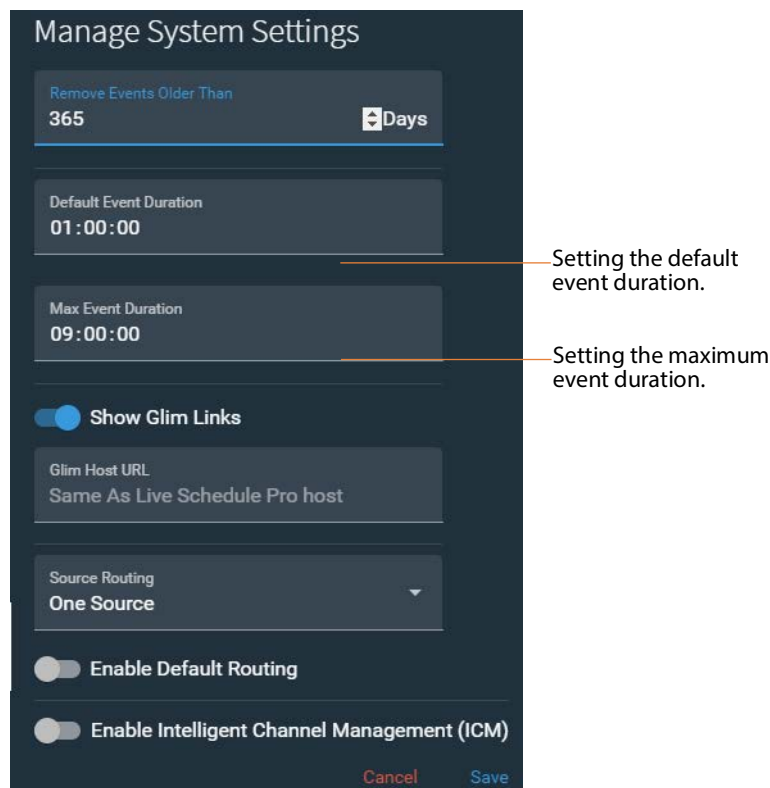 Manage System Settings
Remove Events Older Than
365 Days
Default Event Duration
01:00:00
Setting the default
event duration.
Max Event Duration
09:00:00
Setting the maximum
event duration.
Show Glim Links
Glim Host URL
Same As Live Schedule Pro host
Source Routing
One Source
Enable Default Routing
Enable Intelligent Channel Management (ICM)
Cancel Save